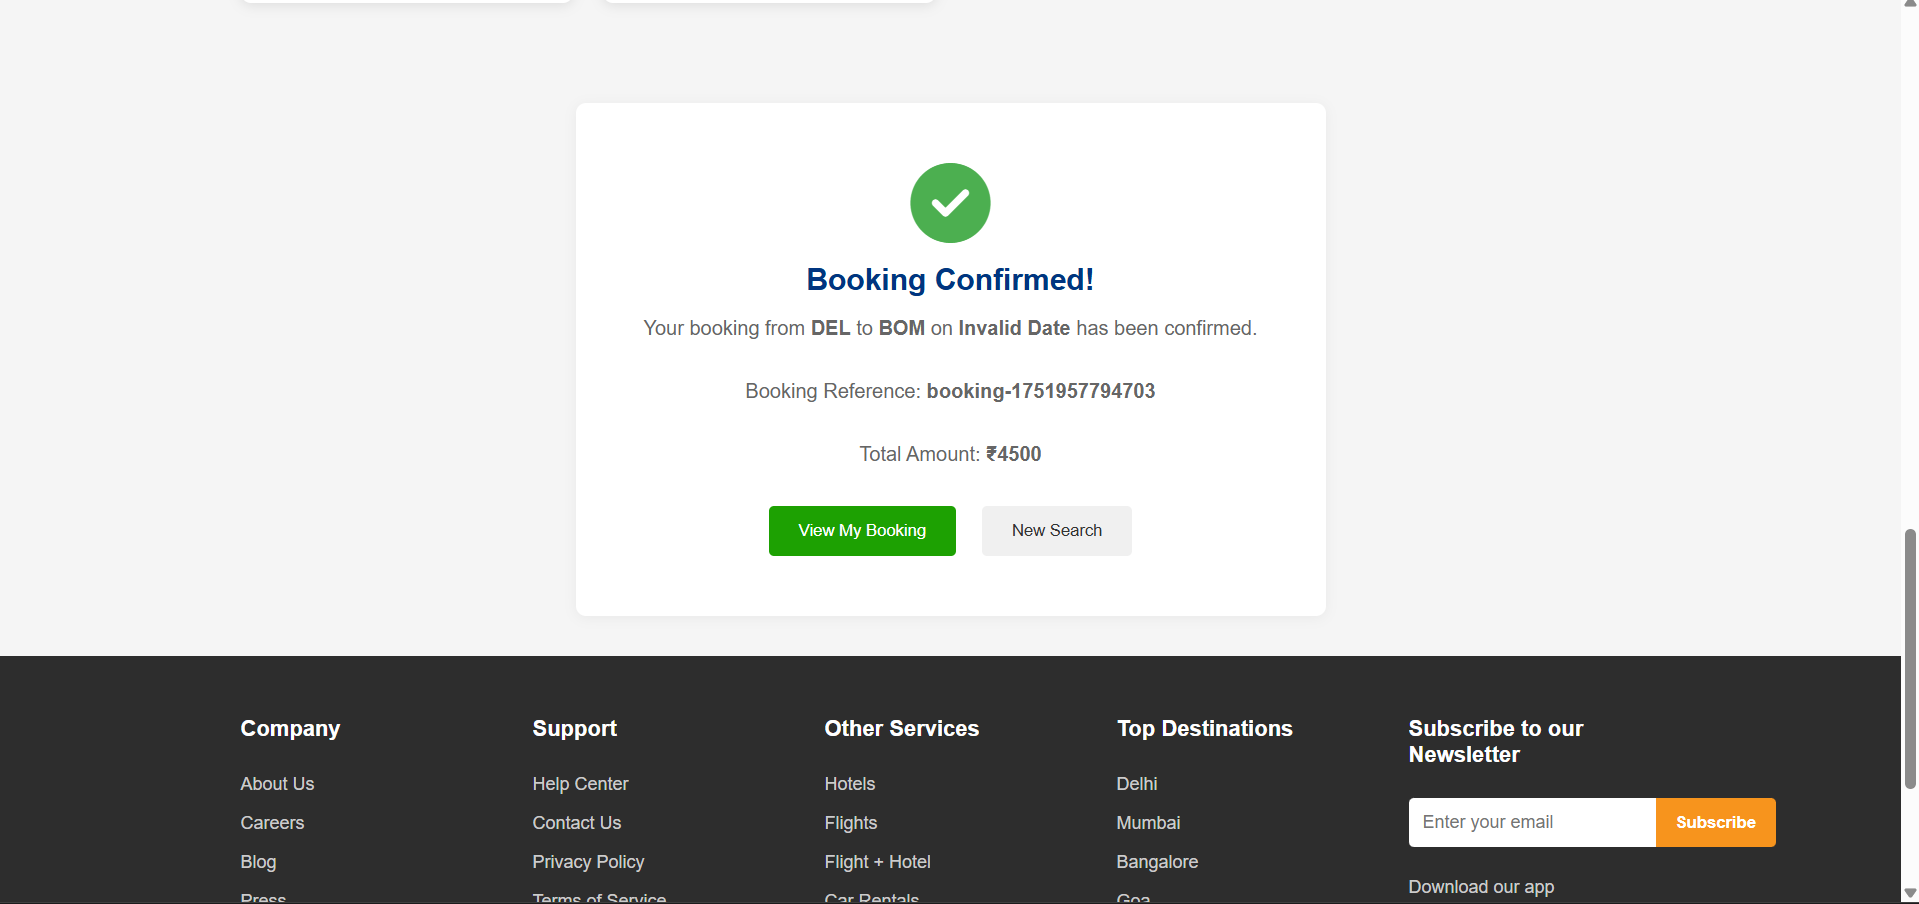 Booking Confirmed!
Your booking from DEL to BOM on Invalid Date has been confirmed.
Booking Reference: booking-1751957794703
Total Amount: ₹4500
View My Booking
New Search
Company
About Us
Careers
Blog
Press
Support
Help Center
Contact Us
Privacy Policy
Terms of Service
Other Services
Hotels
Flights
Flight + Hotel
Car Rentals
Top Destinations
Delhi
Mumbai
Bangalore
Goa
Subscribe to our
Newsletter
Enter your email
Subscribe
Download our app